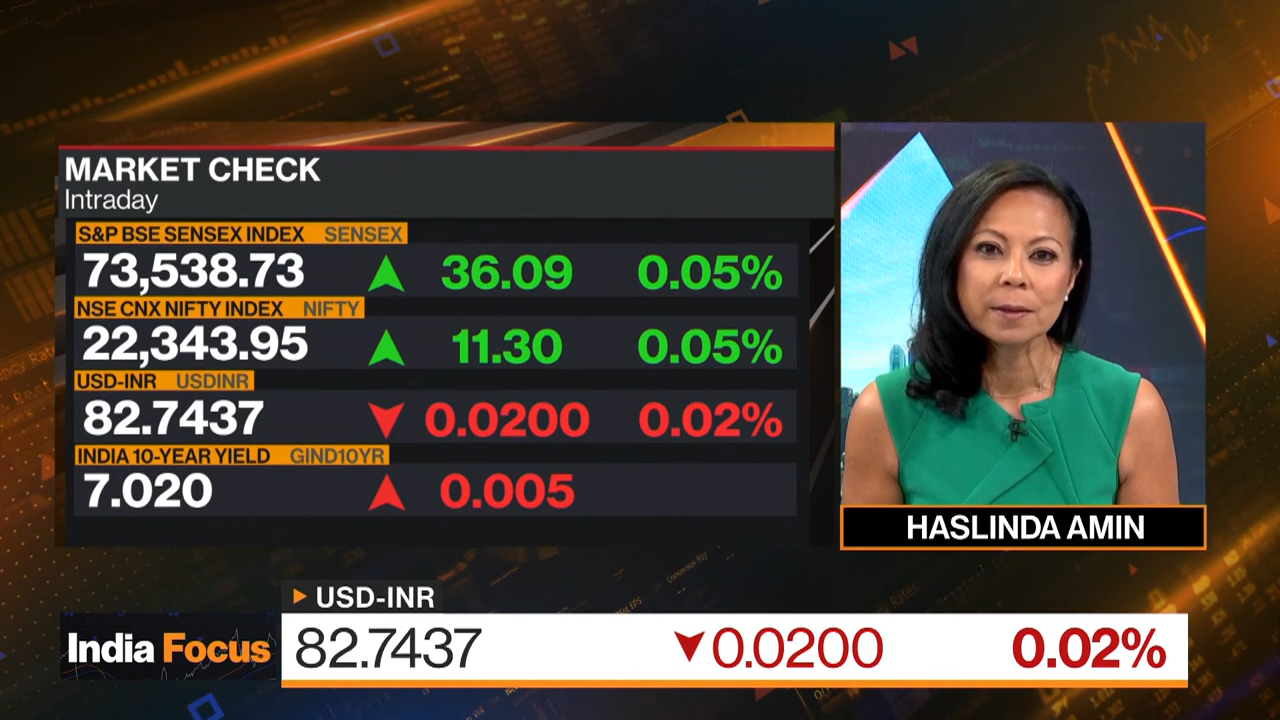 MARKET CHECK
Intraday
S&P BSE SENSEX INDEX SENSEX
73,538.73 ▲ 36.09 0.05%
NSE CNX NIFTY INDEX NIFTY
22,343.95 ▲ 11.30 0.05%
USD-INR USDINR
82.7437 ▼ 0.0200 0.02%
INDIA 10-YEAR YIELD GIND10YR
7.020 ▲ 0.005
HASLINDA AMIN
USD-INR
India Focus
82.7437 ▼ 0.0200 0.02%